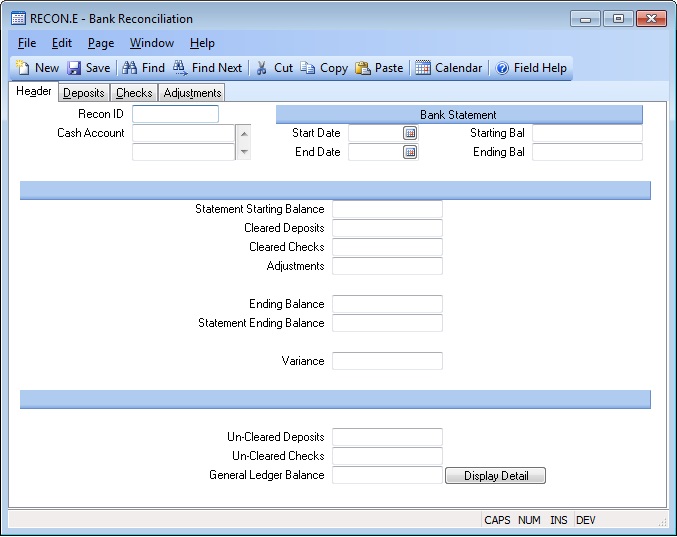 RECON.E - Bank Reconciliation
File Edit Page Window Help
New Save Find Find Next Cut Copy Paste Calendar Field Help
Header Deposits Checks Adjustments
Recon ID Bank Statement
Cash Account Start Date Starting Bal
End Date Ending Bal
Statement Starting Balance
Cleared Deposits
Cleared Checks
Adjustments
Ending Balance
Statement Ending Balance
Variance
Un-Cleared Deposits
Un-Cleared Checks
General Ledger Balance Display Detail
CAPS NUM INS DEV